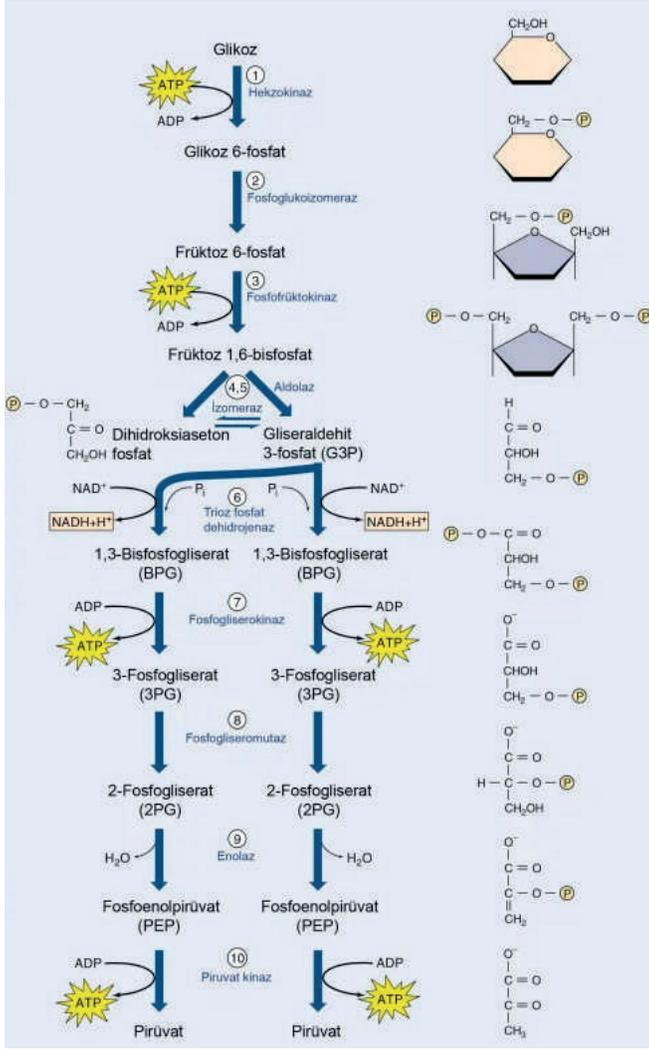 Glikoz
ATP
ADP
1
Hekzokinaz
Glikoz 6-fosfat
2
Fosfoglukoizomeraz
Früktoz 6-fosfat
ATP
ADP
3
Fosfofrüktokinaz
Früktoz 1,6-bisfosfat
4,5
Aldolaz
İzomeraz
Dihidroksiaseton
fosfat
Gliseraldehit
3-fosfat (G3P)
NAD⁺
Pi
6
Pi
NAD⁺
Trioz fosfat
dehidrojenaz
NADH+H⁺
NADH+H⁺
1,3-Bisfosfogliserat
(BPG)
1,3-Bisfosfogliserat
(BPG)
ADP
7
ADP
Fosfogliserokinaz
ATP
ATP
3-Fosfogliserat
(3PG)
3-Fosfogliserat
(3PG)
8
Fosfogliseromutaz
2-Fosfogliserat
(2PG)
2-Fosfogliserat
(2PG)
9
H₂O
Enolaz
H₂O
Fosfoenolpirüvat
(PEP)
Fosfoenolpirüvat
(PEP)
ADP
10
ADP
Piruvat kinaz
ATP
ATP
Pirüvat
Pirüvat
CH₂OH
O
CH₂ — O — P
O
CH₂ — O — P
O
CH₂OH
P — O — CH₂
CH₂ — O — P
O
P — O — CH₂
C = O
CH₂OH
H
C = O
CHOH
CH₂ — O — P
P — O — C = O
CHOH
CH₂ — O — P
O⁻
C = O
CHOH
CH₂ — O — P
O⁻
C = O
H — C — O — P
CH₂OH
O⁻
C = O
C — O — P
CH₂
O⁻
C = O
C = O
CH₃